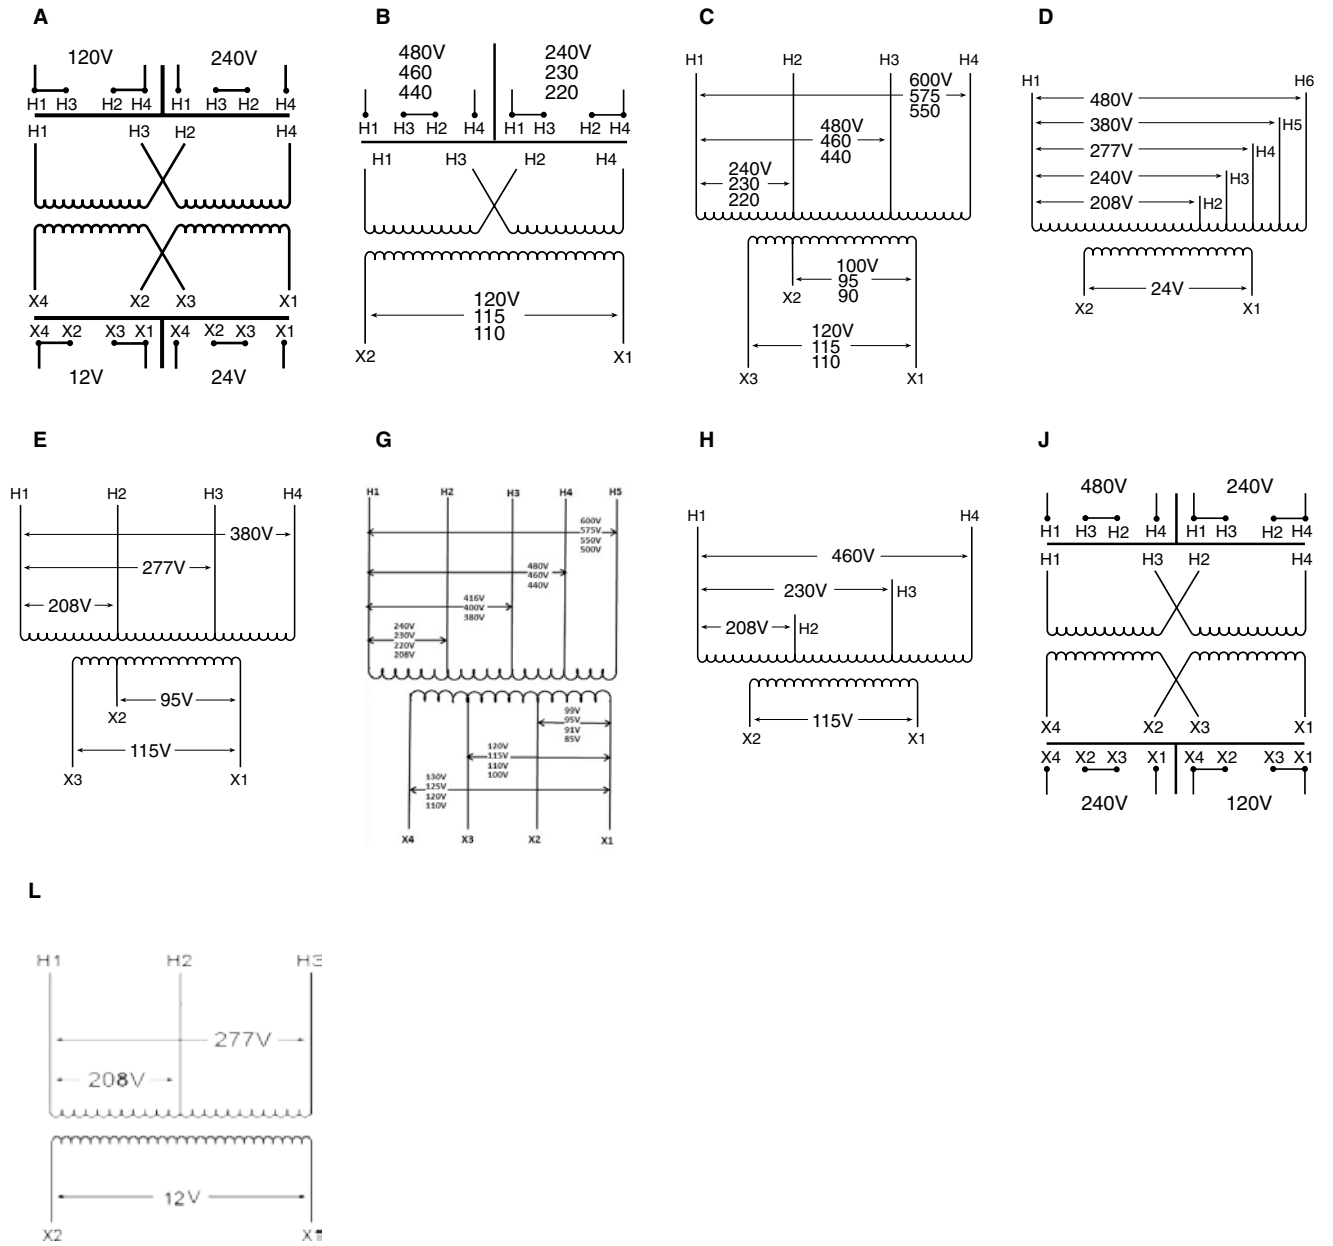 A
120V 240V
H1 H3 H2 H4 H1 H3 H2 H4
H1 H3 H2 H4
X4 X2 X3 X1
X4 X2 X3 X1 X4 X2 X3 X1
12V 24V
B
480V 240V
460 230
440 220
H1 H3 H2 H4 H1 H3 H2 H4
H1 H3 H2 H4
120V
115
110
X2 X1
C
H1 H2 H3 H4
600V
575
550
480V
460
440
240V
230
220
100V
95
90
X2
120V
115
110
X3 X1
D
H1 H6
480V
380V H5
277V H4
240V H3
208V H2
24V
X2 X1
E
H1 H2 H3 H4
380V
277V
208V
95V
X2
115V
X3 X1
G
H1 H2 H3 H4 H5
600V
575V
550V
500V
480V
460V
440V
416V
400V
380V
240V
230V
220V
208V
99V
95V
91V
85V
120V
115V
110V
100V
130V
125V
120V
110V
X4 X3 X2 X1
H
H1 H4
460V
230V H3
208V H2
115V
X2 X1
J
480V 240V
H1 H3 H2 H4 H1 H3 H2 H4
H1 H3 H2 H4
X4 X2 X3 X1
X4 X2 X3 X1 X4 X2 X3 X1
240V 120V
L
H1 H2 H3
277V
208V
12V
X2 X1